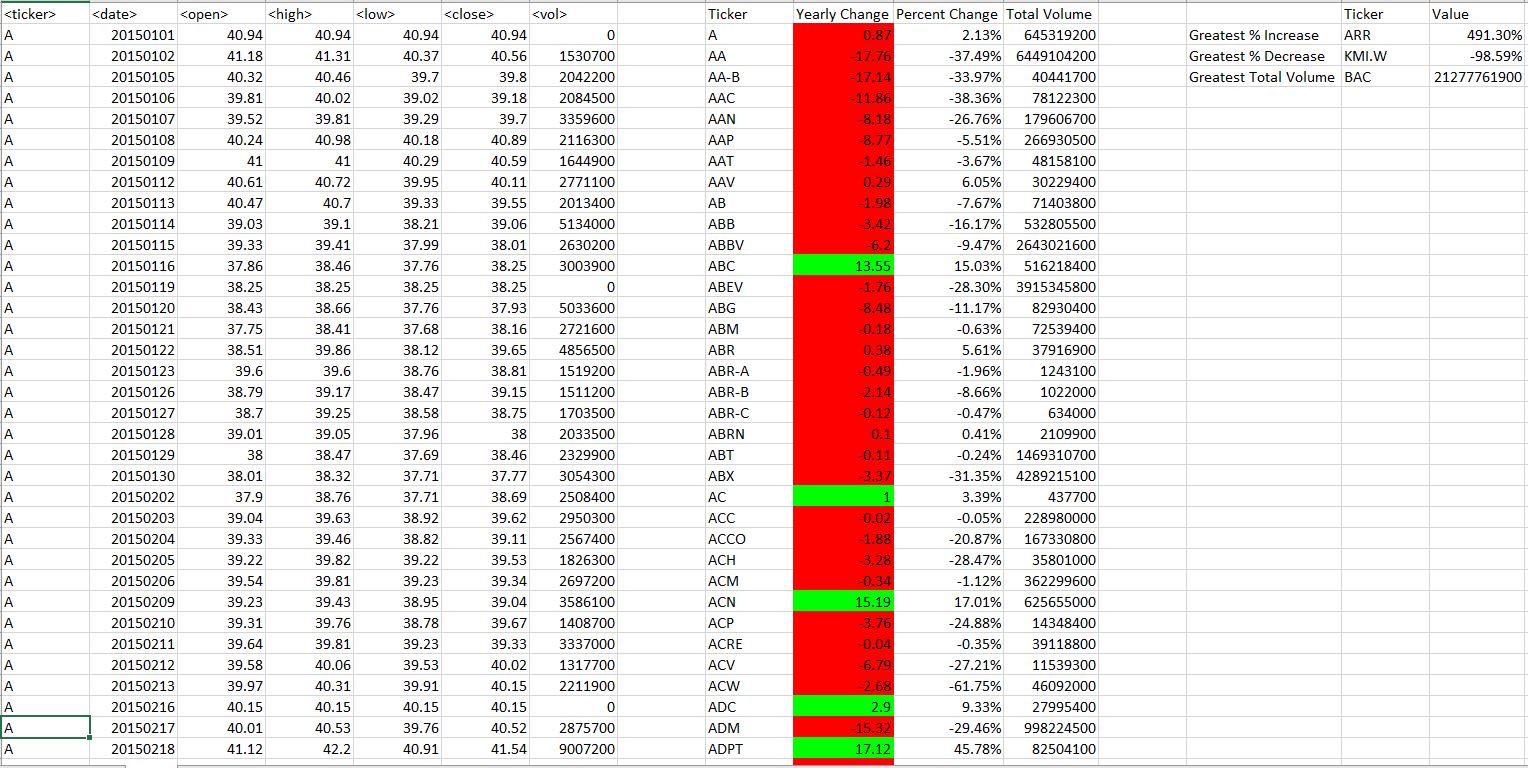 <ticker> <date> <open> <high> <low> <close> <vol> Ticker Yearly Change Percent Change Total Volume Ticker Value
A 20150101 40.94 40.94 40.94 40.94 0 A 0.87 2.13% 645319200 Greatest % Increase ARR 491.30%
A 20150102 41.18 41.31 40.37 40.56 1530700 AA -17.76 -37.49% 6449104200 Greatest % Decrease KMI.W -98.59%
A 20150105 40.32 40.46 39.7 39.8 2042200 AA-B -17.14 -33.97% 40441700 Greatest Total Volume BAC 21277761900
A 20150106 39.81 40.02 39.02 39.18 2084500 AAC -11.86 -38.36% 78122300
A 20150107 39.52 39.81 39.29 39.7 3359600 AAN -8.18 -26.76% 179606700
A 20150108 40.24 40.98 40.18 40.89 2116300 AAP -8.77 -5.51% 266930500
A 20150109 41 41 40.29 40.59 1644900 AAT -1.46 -3.67% 48158100
A 20150112 40.61 40.72 39.95 40.11 2771100 AAV 0.29 6.05% 30229400
A 20150113 40.47 40.7 39.33 39.55 2013400 AB -1.98 -7.67% 71403800
A 20150114 39.03 39.1 38.21 39.06 5134000 ABB -3.42 -16.17% 532805500
A 20150115 39.33 39.41 37.99 38.01 2630200 ABBV -6.2 -9.47% 2643021600
A 20150116 37.86 38.46 37.76 38.25 3003900 ABC 13.55 15.03% 516218400
A 20150119 38.25 38.25 38.25 38.25 0 ABEV -1.76 -28.30% 3915345800
A 20150120 38.43 38.66 37.76 37.93 5033600 ABG -8.48 -11.17% 82930400
A 20150121 37.75 38.41 37.68 38.16 2721600 ABM -0.18 -0.63% 72539400
A 20150122 38.51 39.86 38.12 39.65 4856500 ABR 0.38 5.61% 37916900
A 20150123 39.6 39.6 38.76 38.81 1519200 ABR-A -0.49 -1.96% 1243100
A 20150126 38.79 39.17 38.47 39.15 1511200 ABR-B -2.14 -8.66% 1022000
A 20150127 38.7 39.25 38.58 38.75 1703500 ABR-C -0.12 -0.47% 634000
A 20150128 39.01 39.05 37.96 38 2033500 ABRN 0.1 0.41% 2109900
A 20150129 38 38.47 37.69 38.46 2329900 ABT -0.11 -0.24% 1469310700
A 20150130 38.01 38.32 37.71 37.77 3054300 ABX -3.37 -31.35% 4289215100
A 20150202 37.9 38.76 37.71 38.69 2508400 AC 1 3.39% 437700
A 20150203 39.04 39.63 38.92 39.62 2950300 ACC -0.02 -0.05% 228980000
A 20150204 39.33 39.46 38.82 39.11 2567400 ACCO -1.88 -20.87% 167330800
A 20150205 39.22 39.82 39.22 39.53 1826300 ACH -3.28 -28.47% 35801000
A 20150206 39.54 39.81 39.23 39.34 2697200 ACM -0.34 -1.12% 362299600
A 20150209 39.23 39.43 38.95 39.04 3586100 ACN 15.19 17.01% 625655000
A 20150210 39.31 39.76 38.78 39.67 1408700 ACP -3.76 -24.88% 14348400
A 20150211 39.64 39.81 39.23 39.33 3337000 ACRE -0.04 -0.35% 39118800
A 20150212 39.58 40.06 39.53 40.02 1317700 ACV -6.79 -27.21% 11539300
A 20150213 39.97 40.31 39.91 40.15 2211900 ACW -2.68 -61.75% 46092000
A 20150216 40.15 40.15 40.15 40.15 0 ADC 2.9 9.33% 27995400
A 20150217 40.01 40.53 39.76 40.52 2875700 ADM -15.32 -29.46% 998224500
A 20150218 41.12 42.2 40.91 41.54 9007200 ADPT 17.12 45.78% 82504100